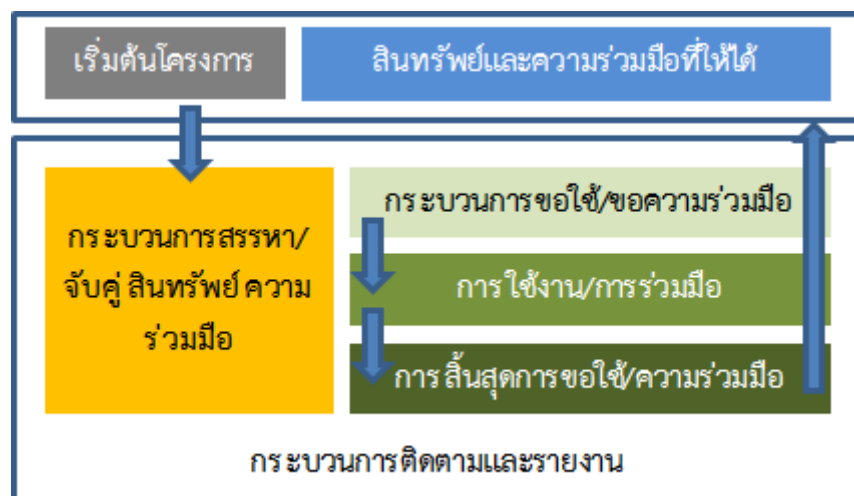 เริ่มต้นโครงการ
สินทรัพย์และความร่วมมือที่ให้ได้
กระบวนการสรรหา/
จับคู่ สินทรัพย์ ความ
ร่วมมือ
กระบวนการขอใช้/ขอความร่วมมือ
การใช้งาน/การร่วมมือ
การสิ้นสุดการขอใช้/ความร่วมมือ
กระบวนการติดตามและรายงาน